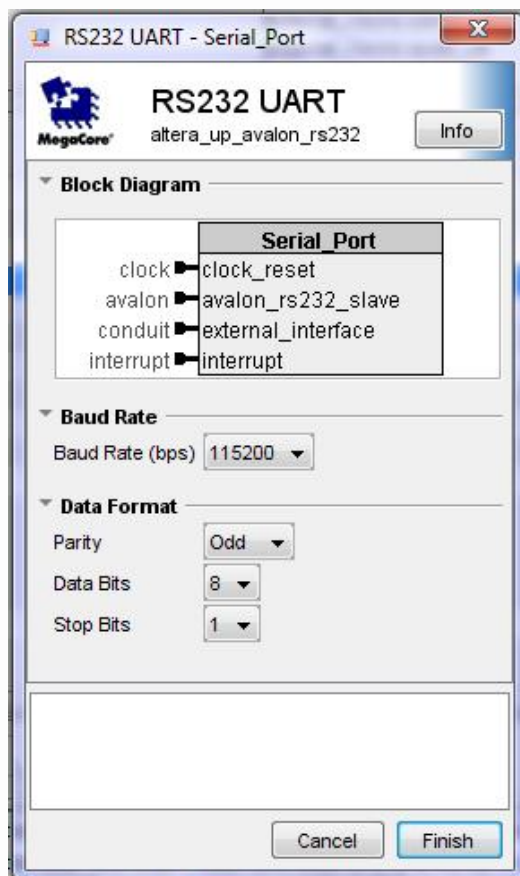 RS232 UART - Serial_Port
RS232 UART
MegaCore'
altera_up_avalon_rs232
Info
Block Diagram
Serial_Port
clock clock_reset
avalon avalon_rs232_slave
conduit external_interface
interrupt interrupt
Baud Rate
Baud Rate (bps) 115200
Data Format
Parity Odd
Data Bits 8
Stop Bits 1
Cancel Finish